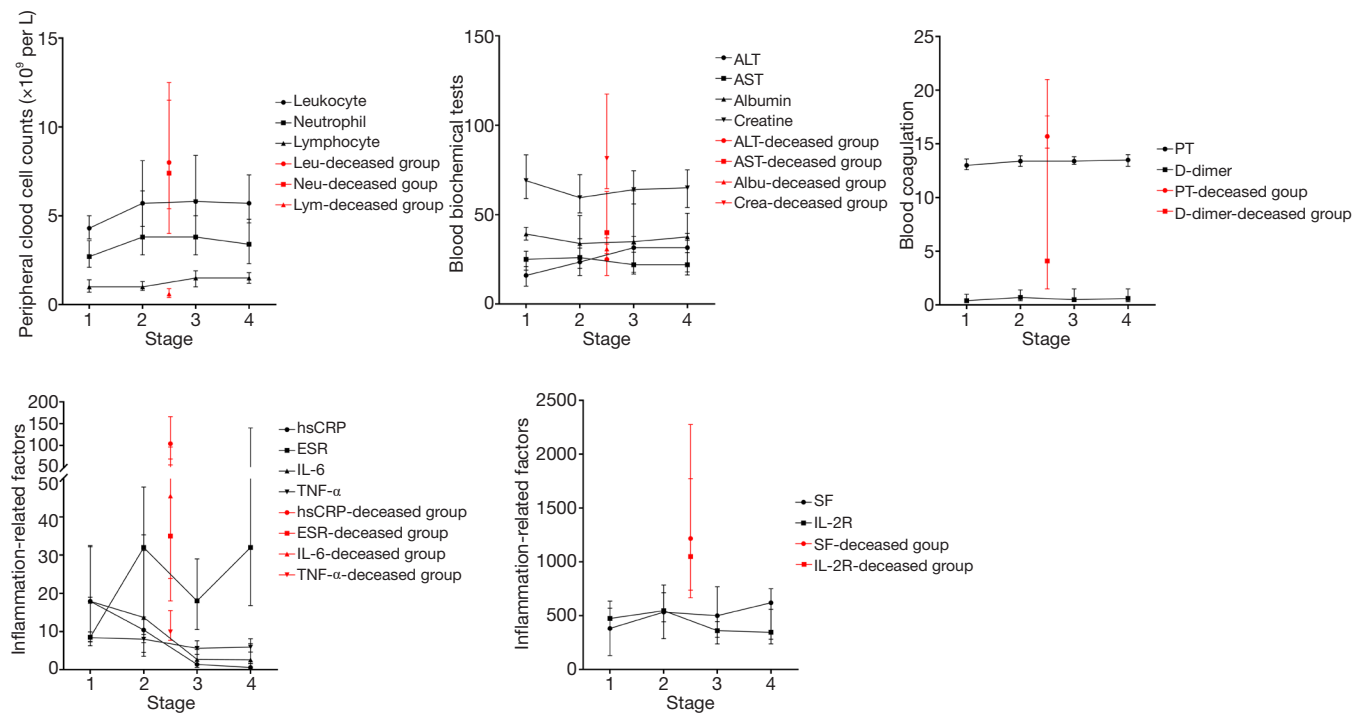 Peripheral clood cell counts (×10⁹ per L)
15
10
5
0
1 2 3 4
Stage
Leukocyte
Neutrophil
Lymphocyte
Leu-deceased group
Neu-deceased goup
Lym-deceased group
Blood biochemical tests
150
100
50
0
1 2 3 4
Stage
ALT
AST
Albumin
Creatine
ALT-deceased group
AST-deceased group
Albu-deceased group
Crea-deceased group
Blood coagulation
25
20
15
10
5
0
1 2 3 4
Stage
PT
D-dimer
PT-deceased goup
D-dimer-deceased group
Inflammation-related factors
200
150
100
50
50
40
30
20
10
0
1 2 3 4
Stage
hsCRP
ESR
IL-6
TNF-α
hsCRP-deceased group
ESR-deceased group
IL-6-deceased group
TNF-α-deceased group
Inflammation-related factors
2500
2000
1500
1000
500
0
1 2 3 4
Stage
SF
IL-2R
SF-deceased goup
IL-2R-deceased group